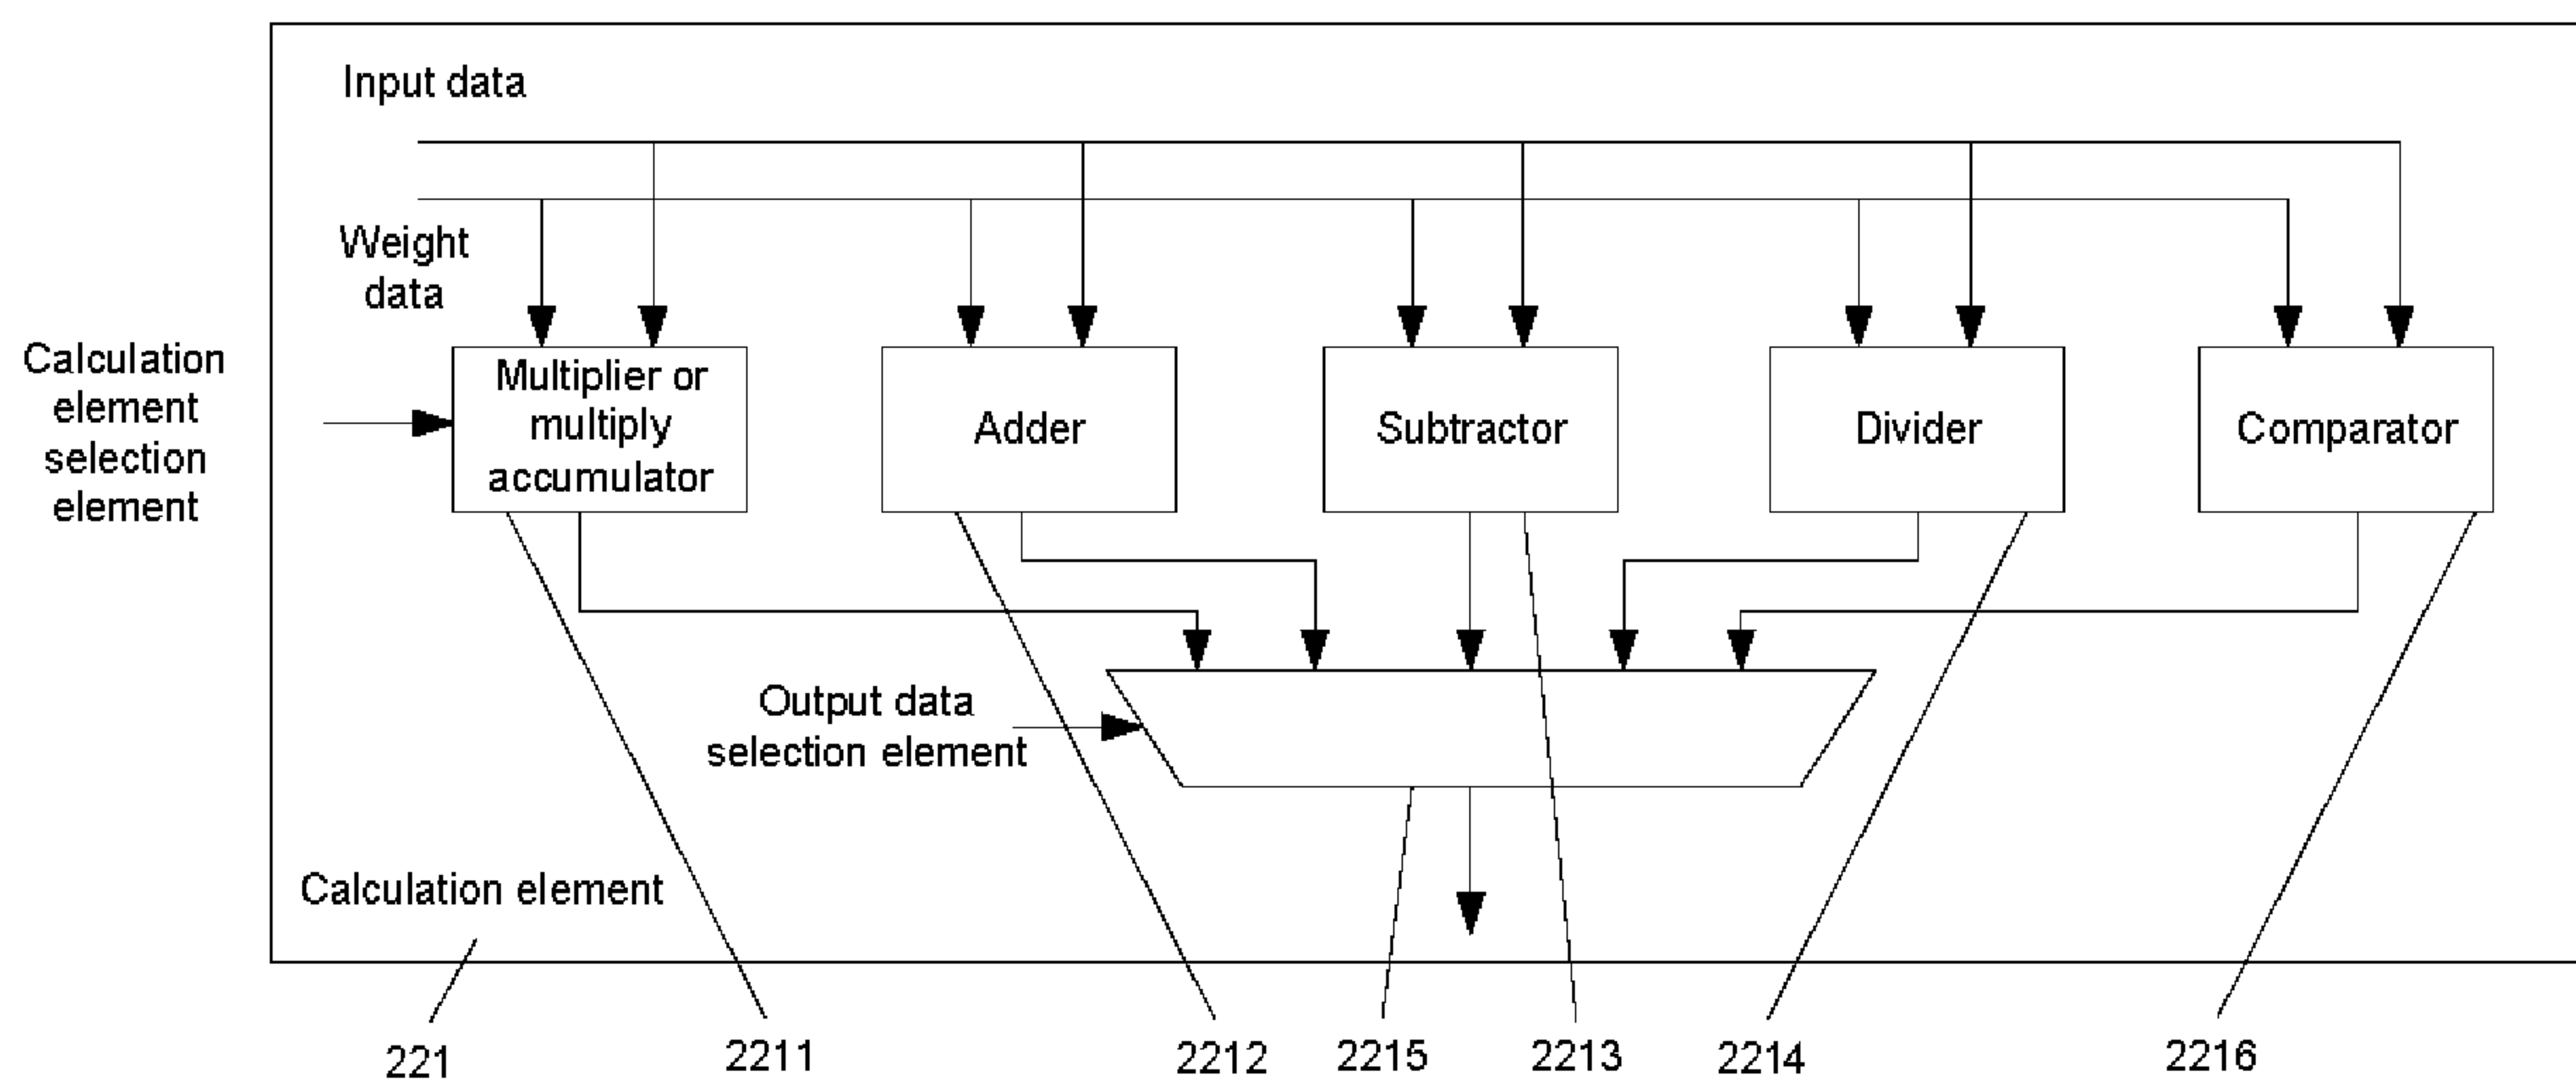 Input data
Weight
data
Calculation
element
selection
element
Multiplier or
multiply
accumulator
Adder
Subtractor
Divider
Comparator
Output data
selection element
Calculation element
221
2211
2212
2215
2213
2214
2216